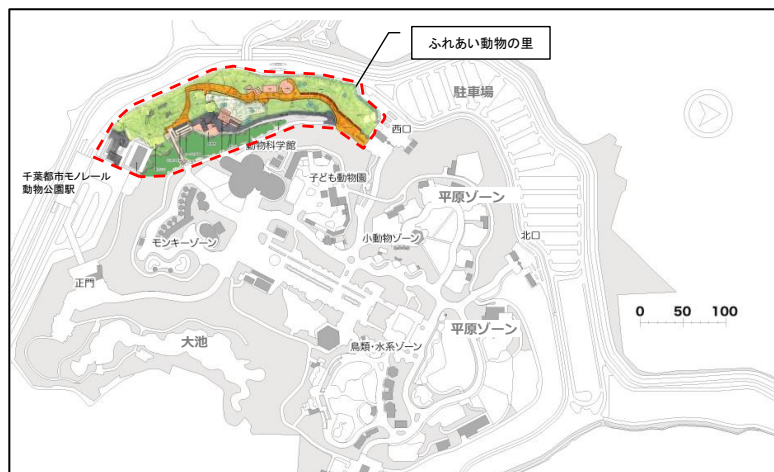 ふれあい動物の里
駐車場
西口
動物科学館
千葉都市モノレール
動物公園駅
子ども動物園
平原ゾーン
モンキーゾーン
小動物ゾーン
北口
正門
0 50 100
大池
平原ゾーン
鳥類・水系ゾーン